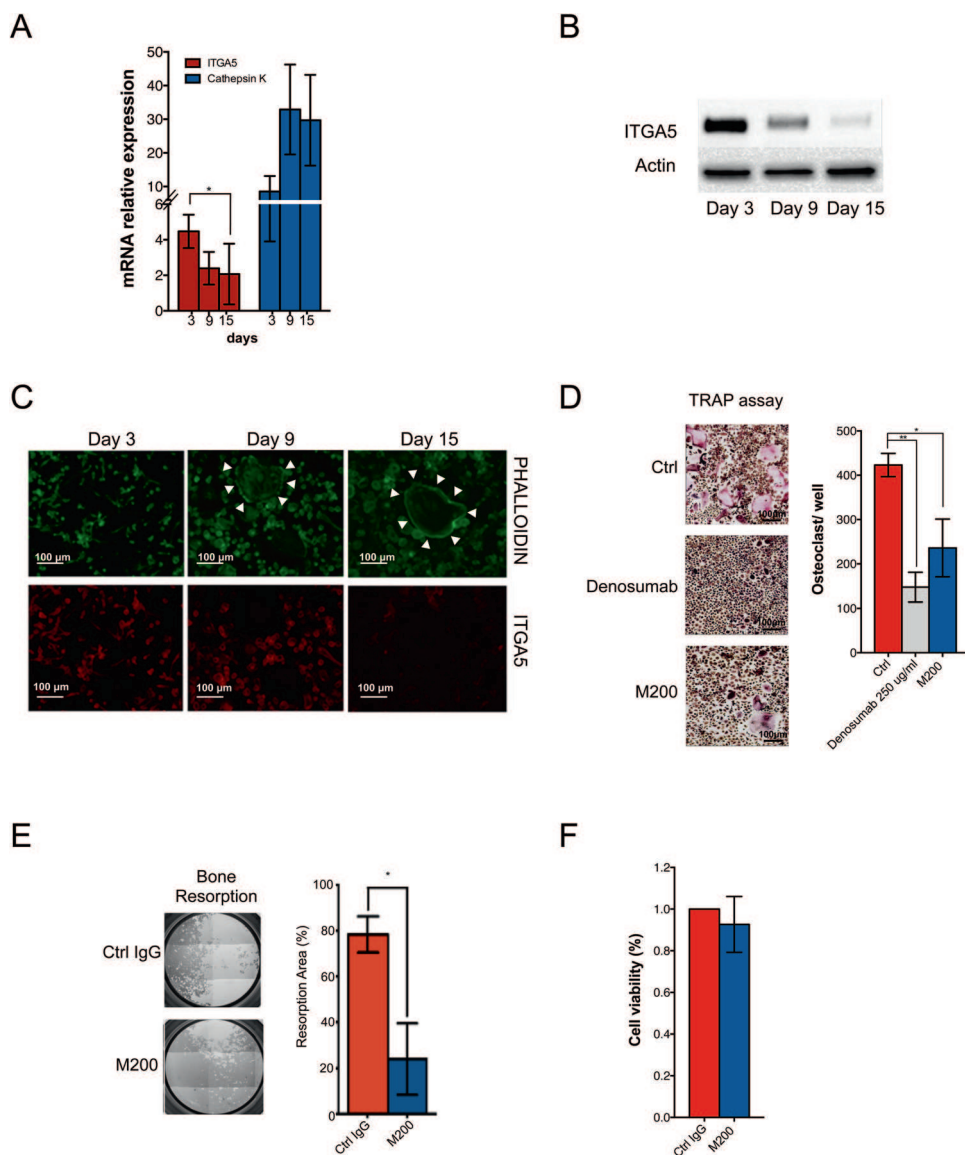 A
mRNA relative expression
50
40
30
20
10
6
4
2
0
ITGA5
Cathepsin K
*
3 9 15 3 9 15
days
B
ITGA5
Actin
Day 3 Day 9 Day 15
C
Day 3 Day 9 Day 15
PHALLOIDIN
100 µm 100 µm 100 µm
ITGA5
100 µm 100 µm 100 µm
D
TRAP assay
Ctrl
100µm
Denosumab
100µm
M200
100µm
Osteoclast/ well
500
400
300
200
100
0
*
**
Ctrl
Denosumab 250 ug/ml
M200
E
Bone
Resorption
Ctrl IgG
M200
Resorption Area (%)
100
80
60
40
20
0
*
Ctrl IgG
M200
F
Cell viability (%)
1.2
1.0
0.8
0.6
0.4
0.2
0.0
Ctrl IgG
M200